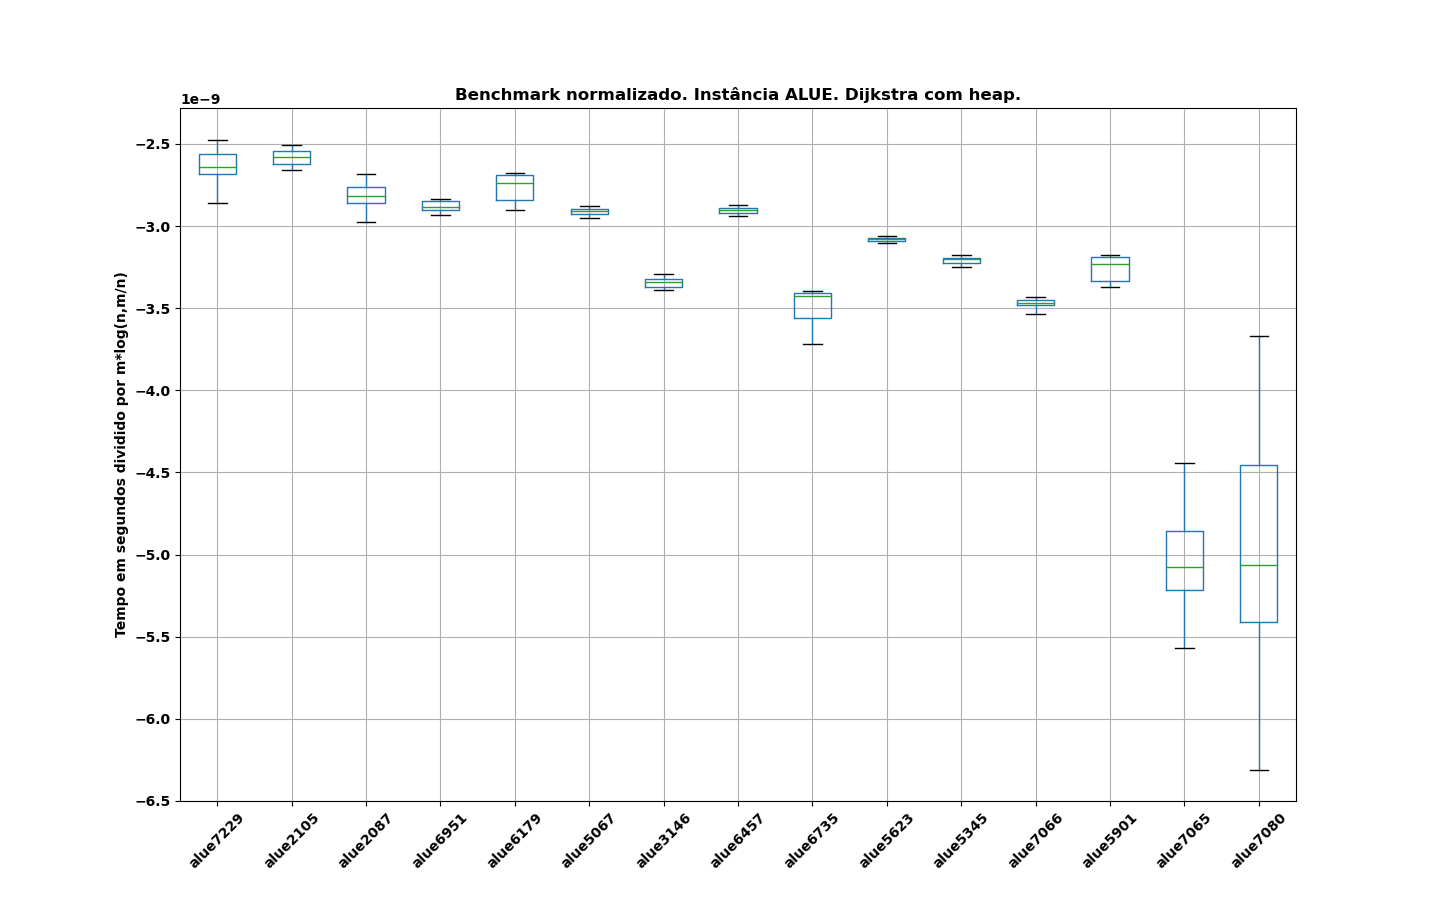 Benchmark normalizado. Instância ALUE. Dijkstra com heap.
1e−9
−2.5
−3.0
−3.5
−4.0
−4.5
−5.0
−5.5
−6.0
−6.5
Tempo em segundos dividido por m*log(n,m/n)
alue7229
alue2105
alue2087
alue6951
alue6179
alue5067
alue3146
alue6457
alue6735
alue5623
alue5345
alue7066
alue5901
alue7065
alue7080